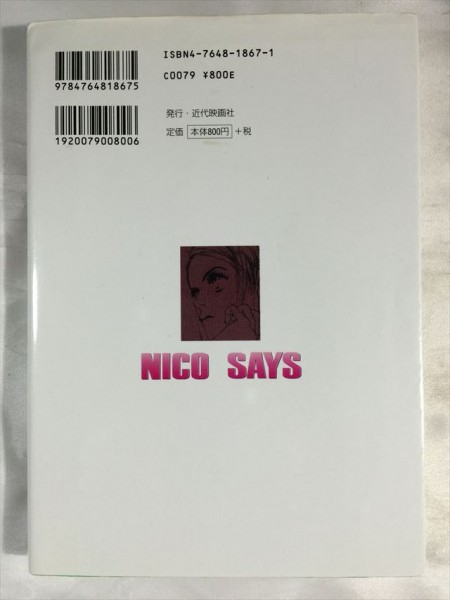 ISBN4-7648-1867-1
C0079 ¥800E
9784764818675
発行・近代映画社
定価 本体800円 +税
1920079008006
NICO SAYS